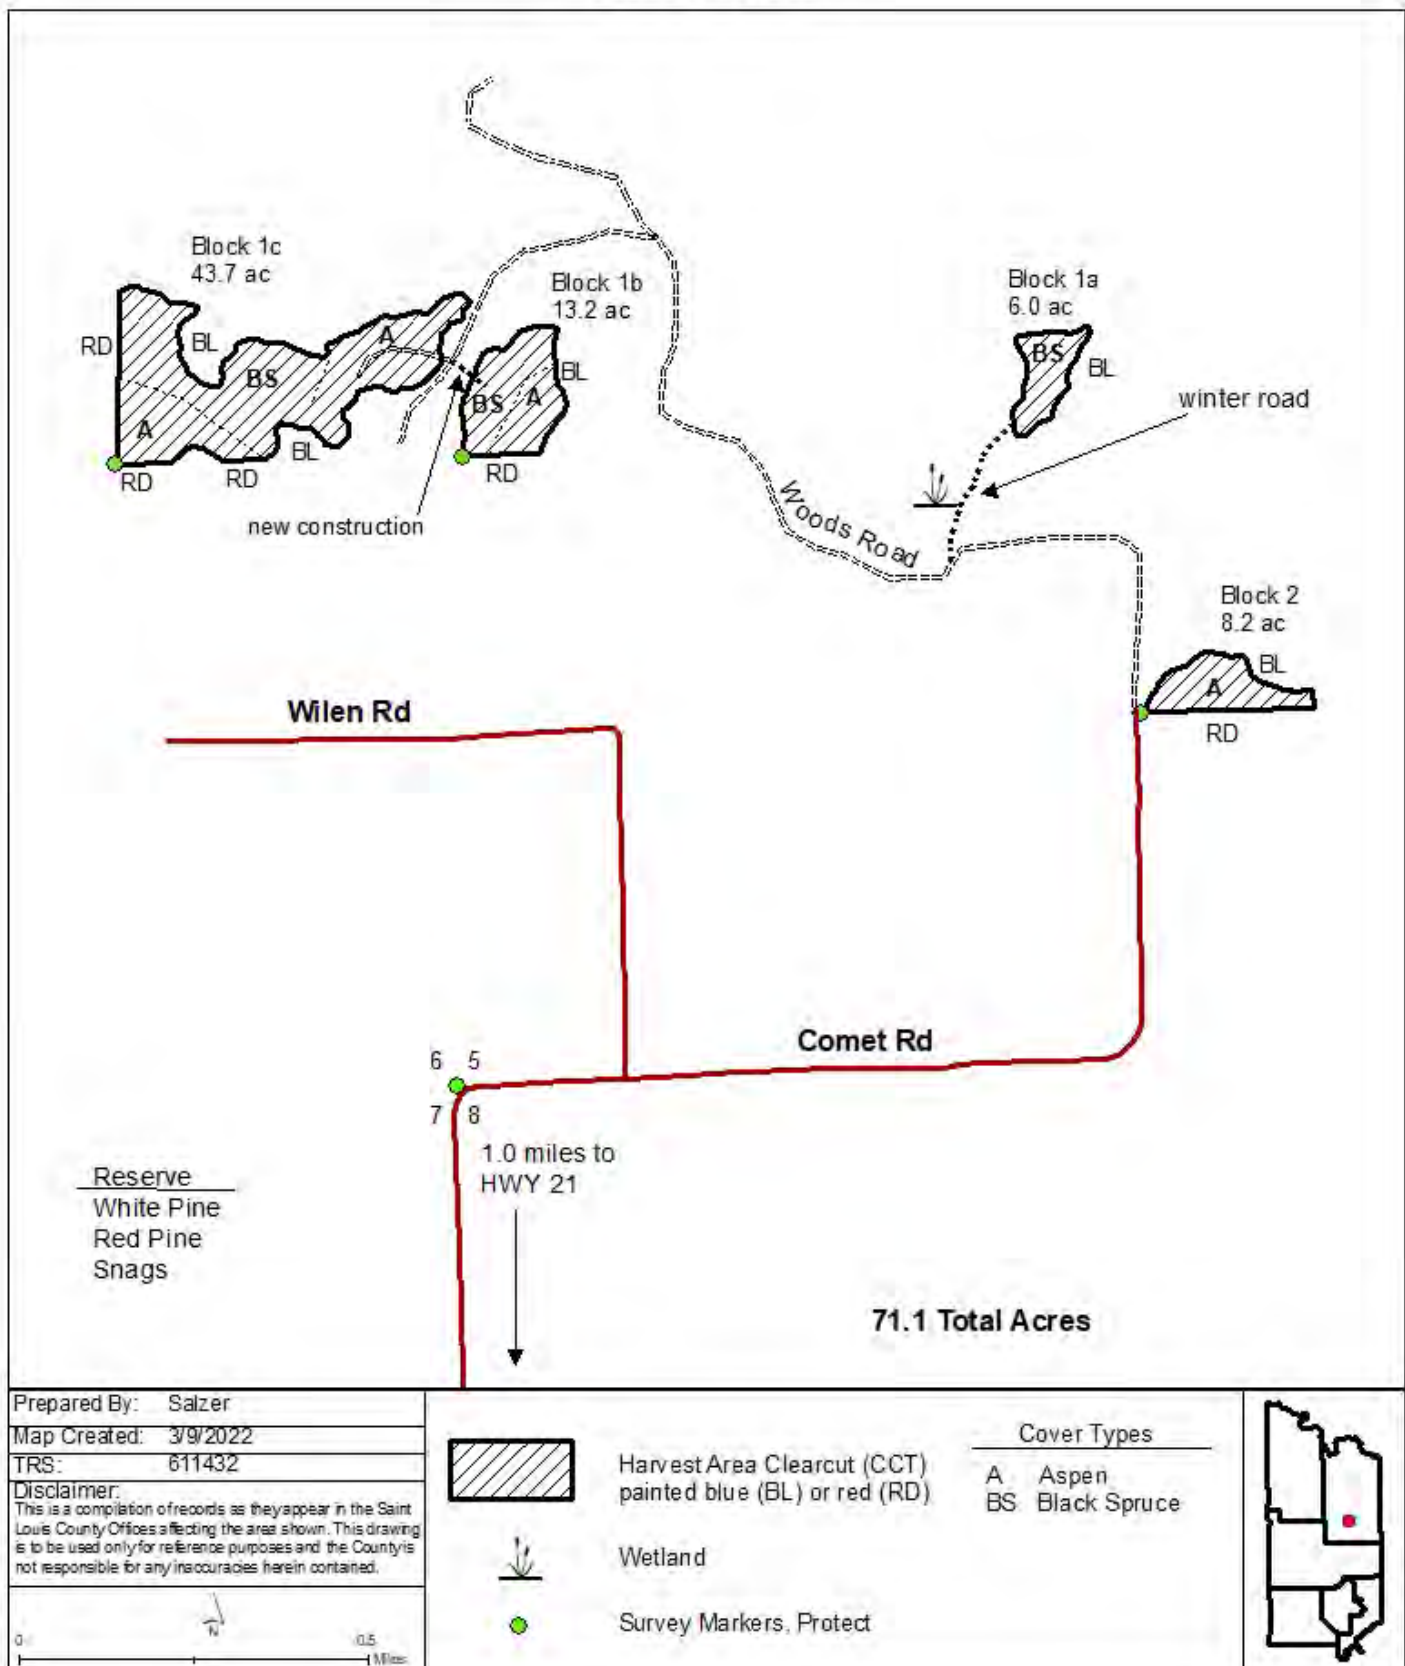 Block 1c
43.7 ac
Block 1b
13.2 ac
Block 1a
6.0 ac
RD
BL
A
BS
BL
BS
BL
winter road
BS
A
A
BL
RD
RD
RD
new construction
Woods Road
Block 2
8.2 ac
BL
A
RD
Wilen Rd
Comet Rd
6 5
7 8
1.0 miles to
HWY 21
Reserve
White Pine
Red Pine
Snags
71.1 Total Acres
Prepared By: Salzer
Map Created: 3/9/2022
TRS: 611432
Disclaimer:
This is a compilation of records as they appear in the Saint
Louis County Offices affecting the area shown. This drawing
is to be used only for reference purposes and the County is
not responsible for any inaccuracies herein contained.
N
0 0.5
Miles
Harvest Area Clearcut (CCT)
painted blue (BL) or red (RD)
Wetland
Survey Markers, Protect
Cover Types
A Aspen
BS Black Spruce